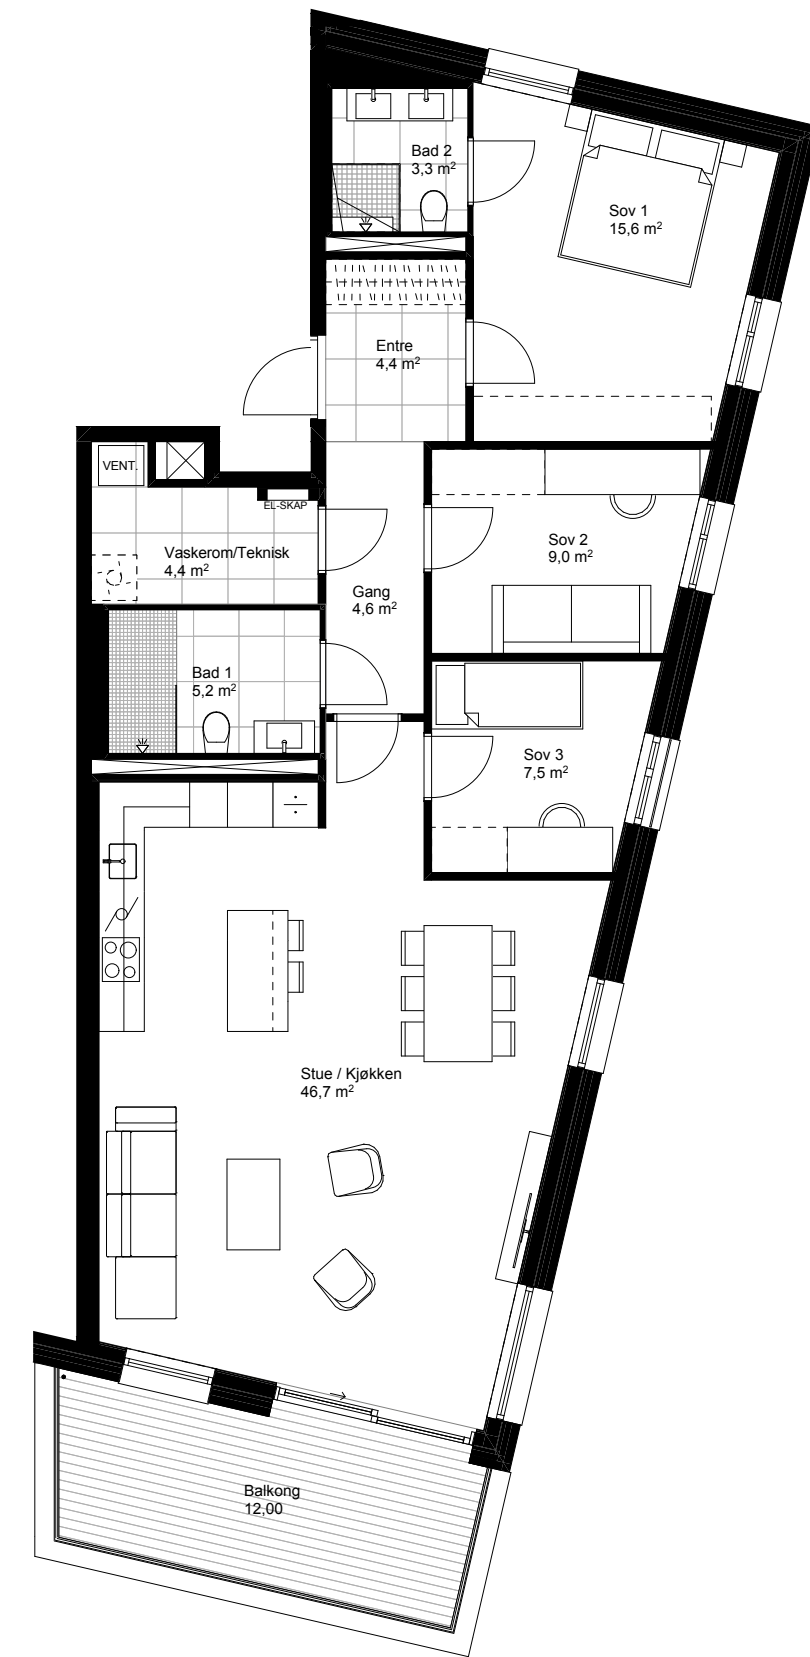 Bad 2
3,3 m²
Sov 1
15,6 m²
Entre
4,4 m²
VENT.
EL-SKAP
Vaskerom/Teknisk
4,4 m²
Sov 2
9,0 m²
Gang
4,6 m²
Bad 1
5,2 m²
Sov 3
7,5 m²
Stue / Kjøkken
46,7 m²
Balkong
12,00